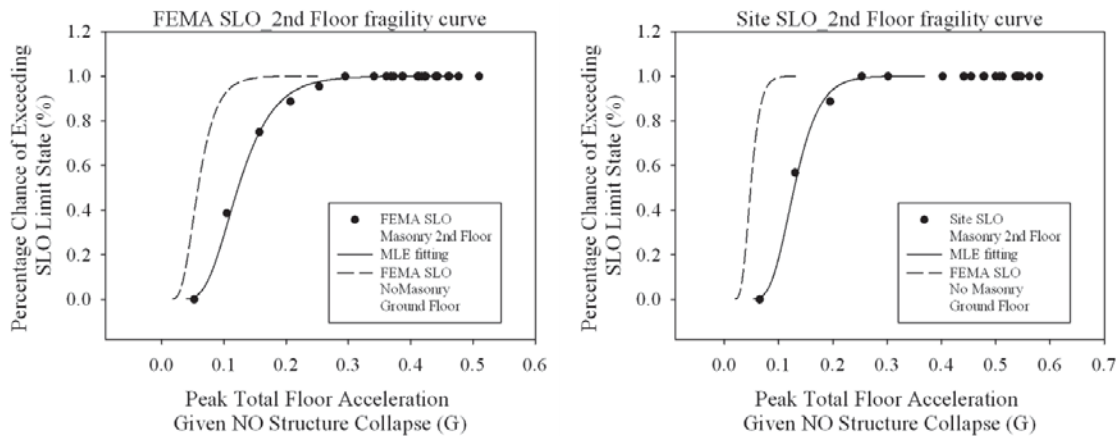 FEMA SLO_2nd Floor fragility curve
Percentage Chance of Exceeding
SLO Limit State (%)
1.2
1.0
0.8
0.6
0.4
0.2
0.0
FEMA SLO
Masonry 2nd Floor
MLE fitting
FEMA SLO
NoMasonry
Ground Floor
0.0 0.1 0.2 0.3 0.4 0.5 0.6
Peak Total Floor Acceleration
Given NO Structure Collapse (G)
Site SLO_2nd Floor fragility curve
Percentage Chance of Exceeding
SLO Limit State (%)
1.2
1.0
0.8
0.6
0.4
0.2
0.0
Site SLO
Masonry 2nd Floor
MLE fitting
FEMA SLO
No Masonry
Ground Floor
0.0 0.1 0.2 0.3 0.4 0.5 0.6 0.7
Peak Total Floor Acceleration
Given NO Structure Collapse (G)